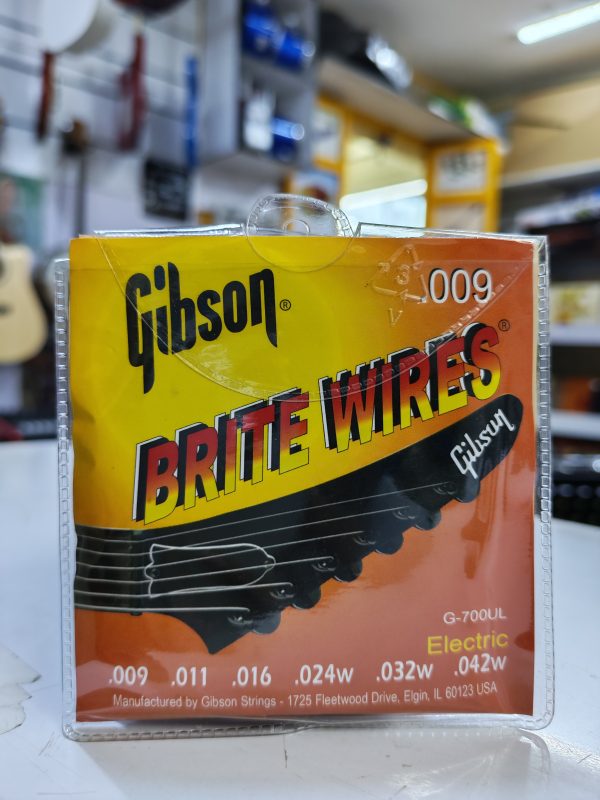 Gibson®
.009
BRITE WIRES®
Gibson
G-700UL
Electric
.009 .011 .016 .024w .032w .042w
Manufactured by Gibson Strings - 1725 Fleetwood Drive, Elgin, IL 60123 USA